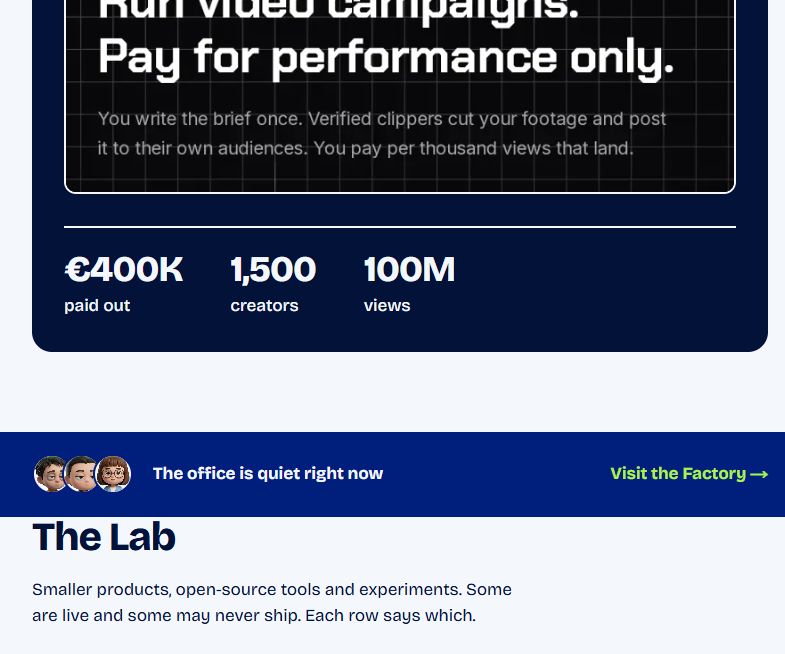 Run video campaigns.
Pay for performance only.
You write the brief once. Verified clippers cut your footage and post
it to their own audiences. You pay per thousand views that land.
€400K
paid out
1,500
creators
100M
views
The office is quiet right now
Visit the Factory →
The Lab
Smaller products, open-source tools and experiments. Some
are live and some may never ship. Each row says which.